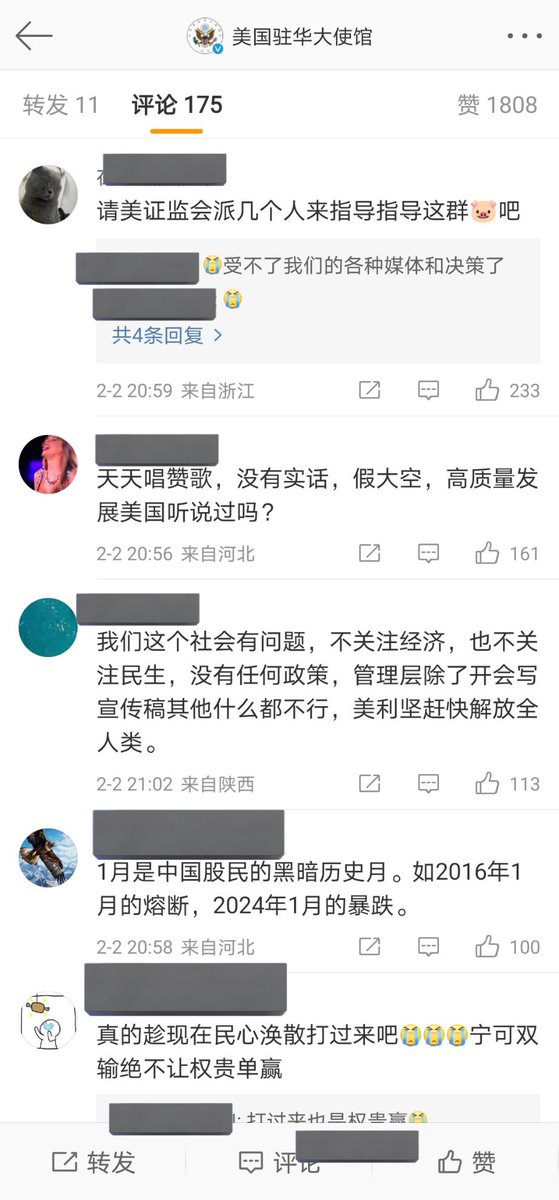 美国驻华大使馆
转发 11 评论 175 赞 1808
请美证监会派几个人来指导指导这群🐷吧
😭受不了我们的各种媒体和决策了
😭
共4条回复 >
2-2 20:59 来自浙江 233
天天唱赞歌，没有实话，假大空，高质量发
展美国听说过吗？
2-2 20:56 来自河北 161
我们这个社会有问题，不关注经济，也不关
注民生，没有任何政策，管理层除了开会写
宣传稿其他什么都不行，美利坚赶快解放全
人类。
2-2 21:02 来自陕西 113
1月是中国股民的黑暗历史月。如2016年1
月的熔断，2024年1月的暴跌。
2-2 20:58 来自河北 100
真的趁现在民心涣散打过来吧😭😭😭宁可双
输绝不让权贵单赢
: 打过来也是权贵赢😭
转发 评论 赞